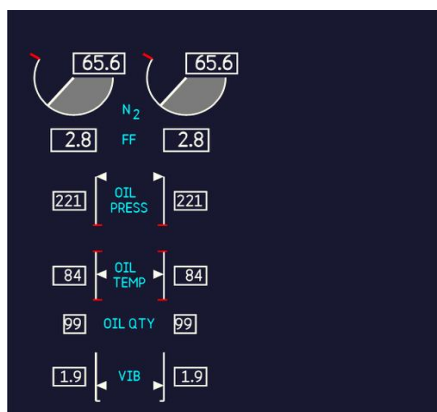 65.6 65.6
N2
2.8 FF 2.8
OIL
221 PRESS 221
OIL
84 TEMP 84
99 OIL QTY 99
1.9 VIB 1.9